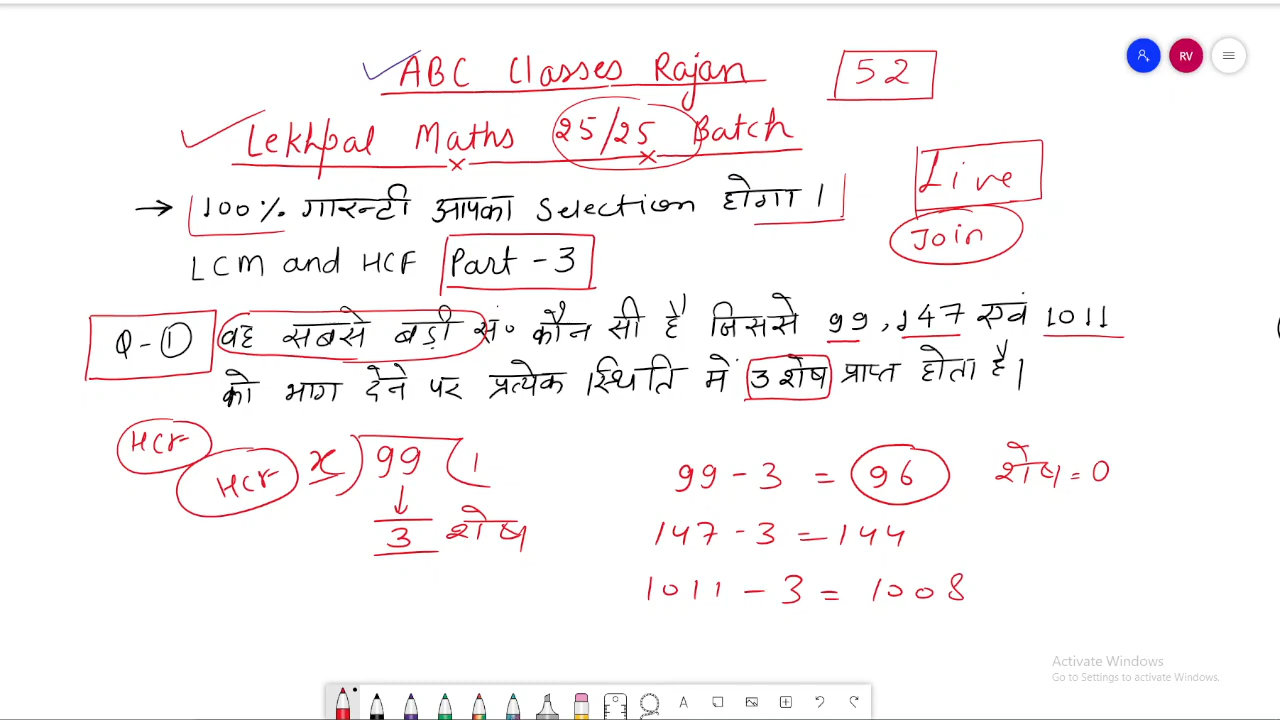 ABC Classes Rajan 52
Lekhpal Maths 25/25 Batch
→ 100% गारन्टी आपका Selection होगा।
Live
Join
LCM and HCF Part - 3
Q-① वह सबसे बड़ी सं० कौन सी है जिससे 99, 147 एवं 1011
को भाग देने पर प्रत्येक स्थिति में 3 शेष प्राप्त होता है।
HCF
HCF x) 99 (1
3 शेष
99 - 3 = 96 शेष = 0
147 - 3 = 144
1011 - 3 = 1008
RV
A
Activate Windows
Go to Settings to activate Windows.